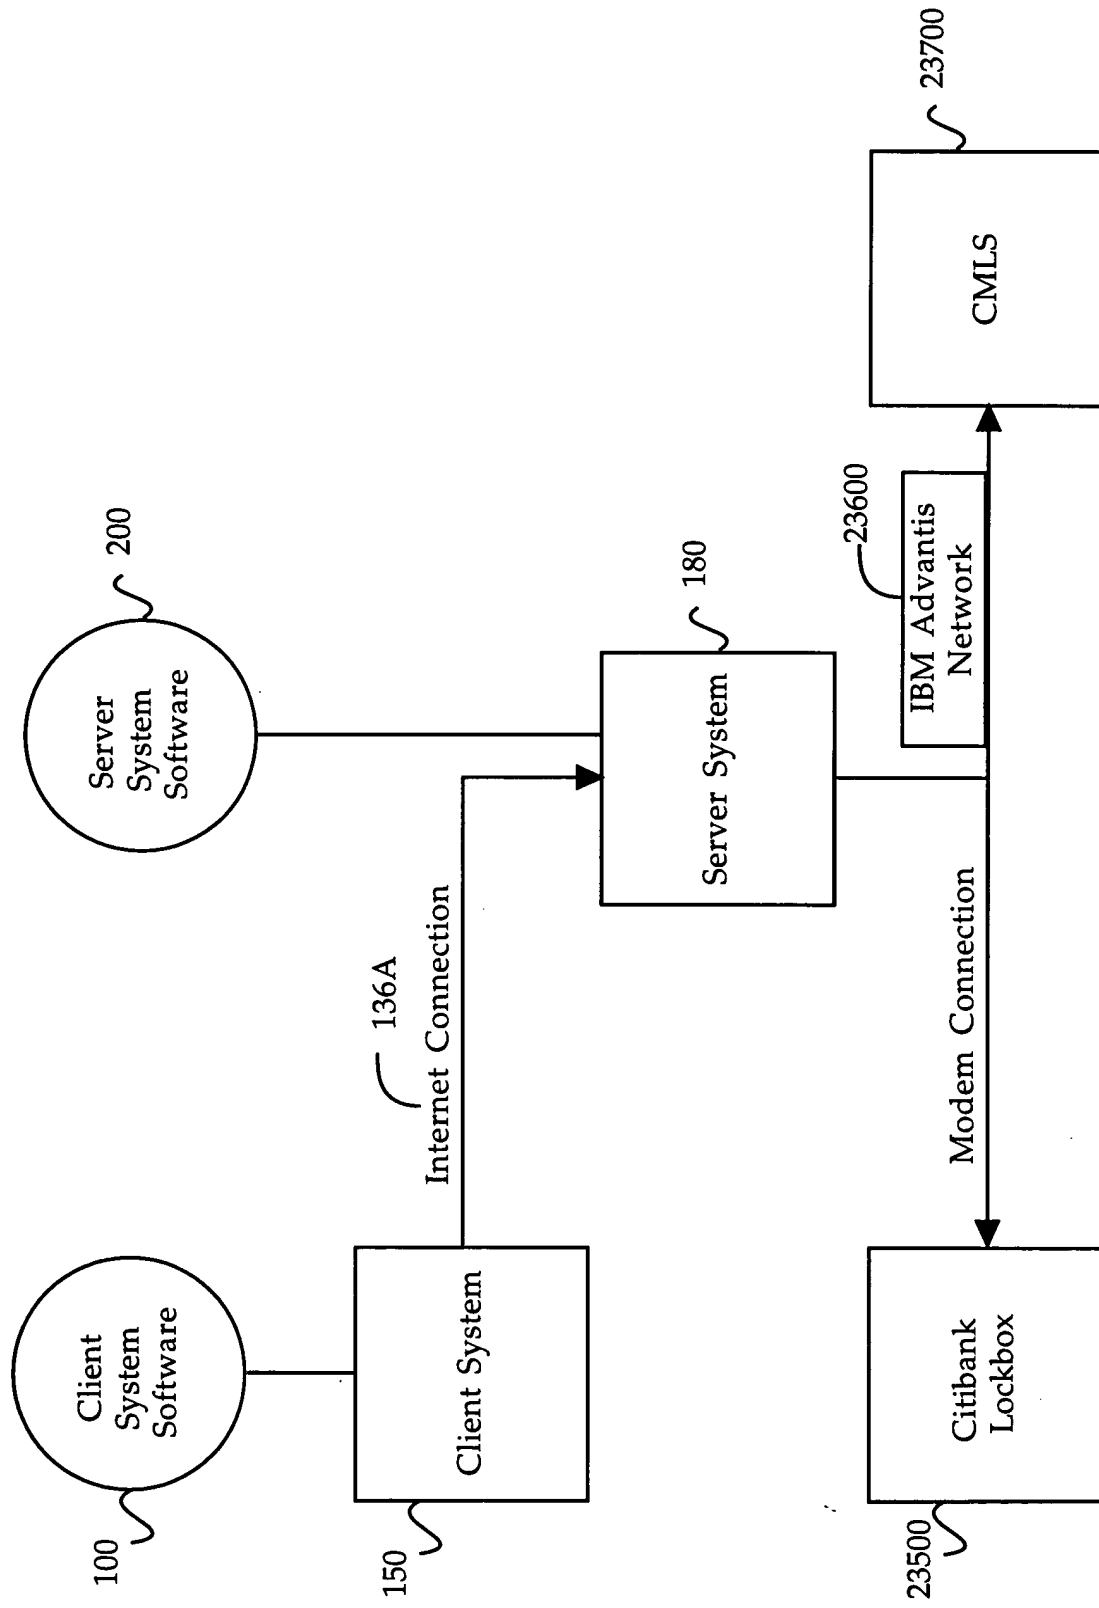 100
Client
System
Software
200
Server
System
Software
150
Client System
136A
Internet Connection
Server System
180
23500
Citibank
Lockbox
Modem Connection
23600
IBM Advantis
Network
CMLS
23700